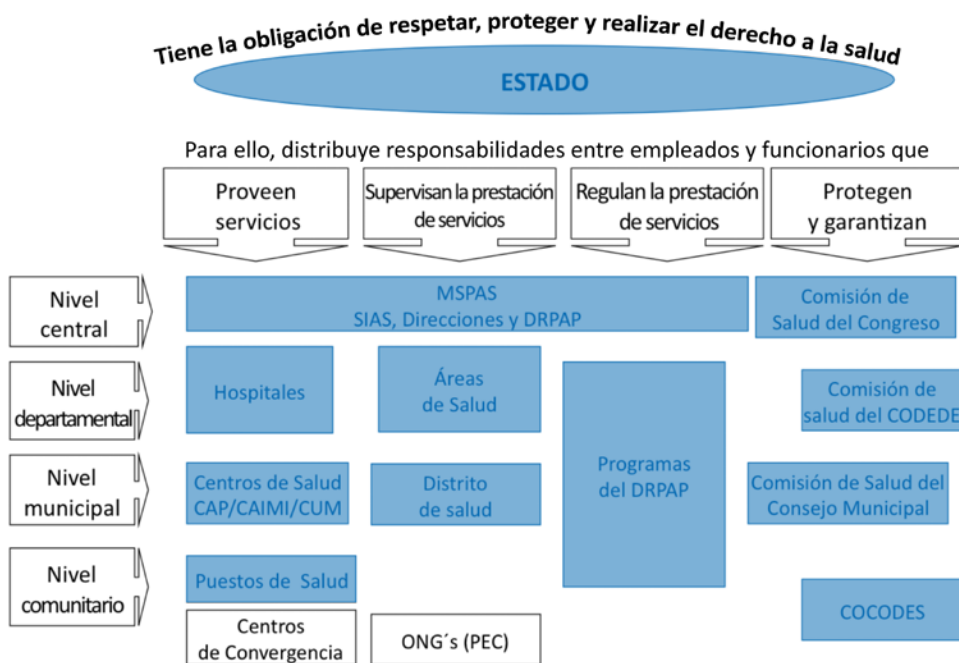 Tiene la obligación de respetar, proteger y realizar el derecho a la salud
ESTADO
Para ello, distribuye responsabilidades entre empleados y funcionarios que
Proveen
servicios
Supervisan la prestación
de servicios
Regulan la prestación
de servicios
Protegen
y garantizan
Nivel
central
MSPAS
SIAS, Direcciones y DRPAP
Comisión de
Salud del Congreso
Nivel
departamental
Hospitales
Áreas
de Salud
Comisión de
salud del CODEDE
Nivel
municipal
Centros de Salud
CAP/CAIMI/CUM
Distrito
de salud
Programas
del DRPAP
Comisión de Salud del
Consejo Municipal
Nivel
comunitario
Puestos de Salud
COCODES
Centros
de Convergencia
ONG´s (PEC)